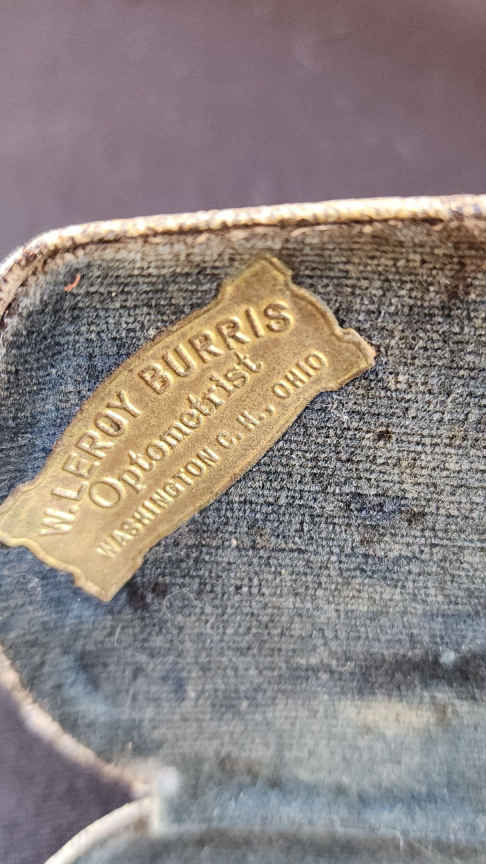 W. LEROY BURRIS
Optometrist
WASHINGTON C. H., OHIO